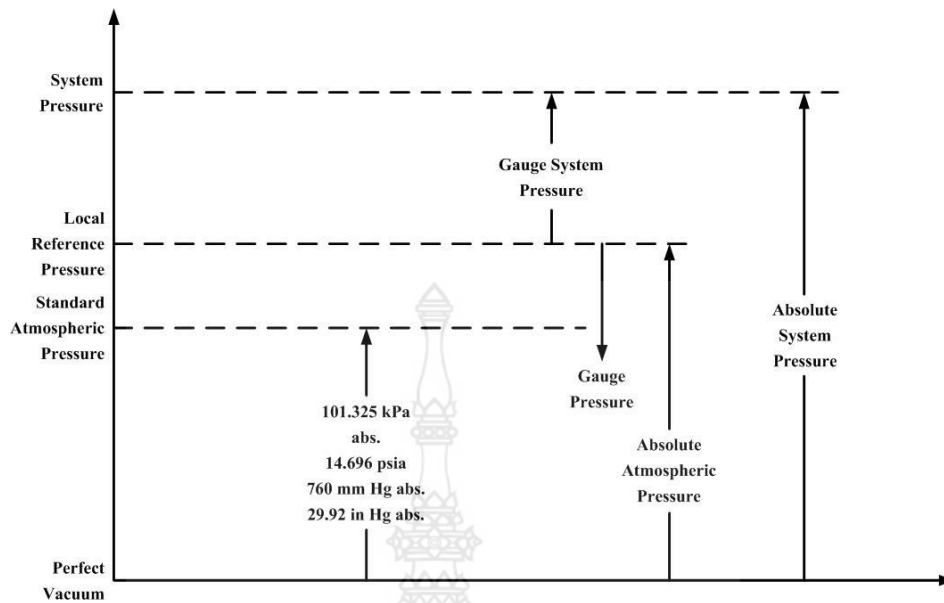 System
Pressure
Gauge System
Pressure
Local
Reference
Pressure
Standard
Atmospheric
Pressure
Absolute
System
Pressure
Gauge
Pressure
101.325 kPa
abs.
14.696 psia
760 mm Hg abs.
29.92 in Hg abs.
Absolute
Atmospheric
Pressure
Perfect
Vacuum